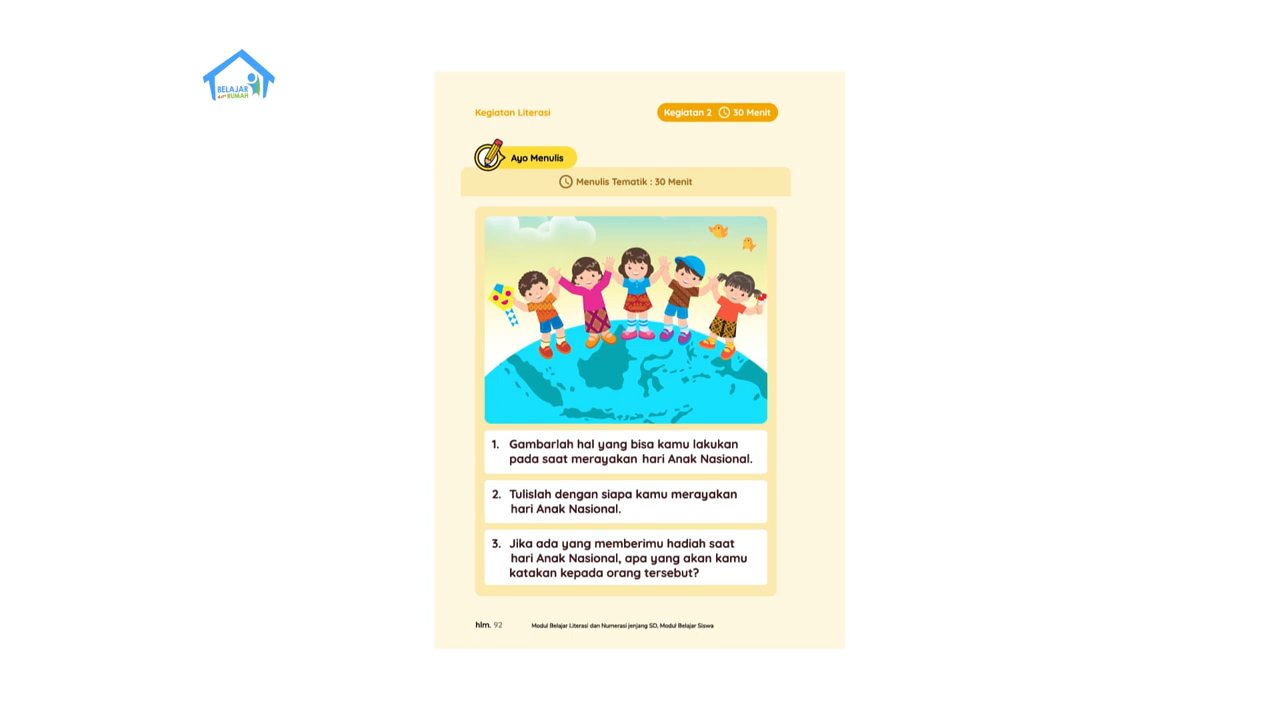 BELAJAR
dari RUMAH
Kegiatan Literasi
Kegiatan 2 30 Menit
Ayo Menulis
Menulis Tematik : 30 Menit
1. Gambarlah hal yang bisa kamu lakukan
pada saat merayakan hari Anak Nasional.
2. Tulislah dengan siapa kamu merayakan
hari Anak Nasional.
3. Jika ada yang memberimu hadiah saat
hari Anak Nasional, apa yang akan kamu
katakan kepada orang tersebut?
hlm. 92 Modul Belajar Literasi dan Numerasi jenjang SD, Modul Belajar Siswa